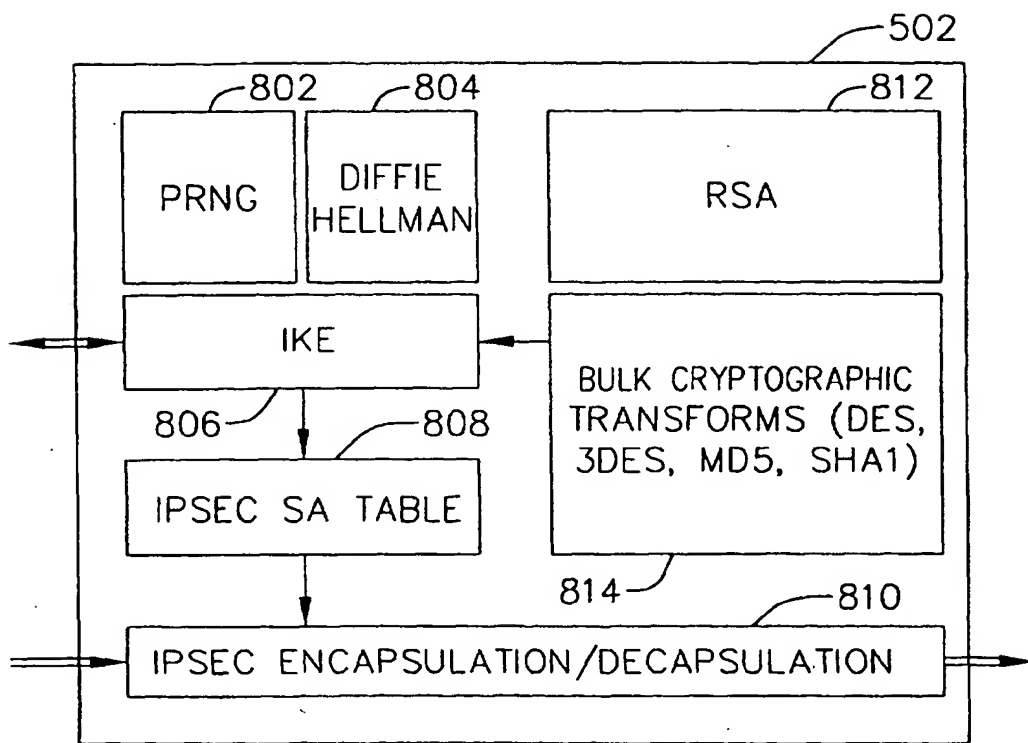 502
802
804
812
PRNG
DIFFIE
HELLMAN
RSA
IKE
BULK CRYPTOGRAPHIC
TRANSFORMS (DES,
3DES, MD5, SHA1)
806
808
IPSEC SA TABLE
814
810
IPSEC ENCAPSULATION/DECAPSULATION